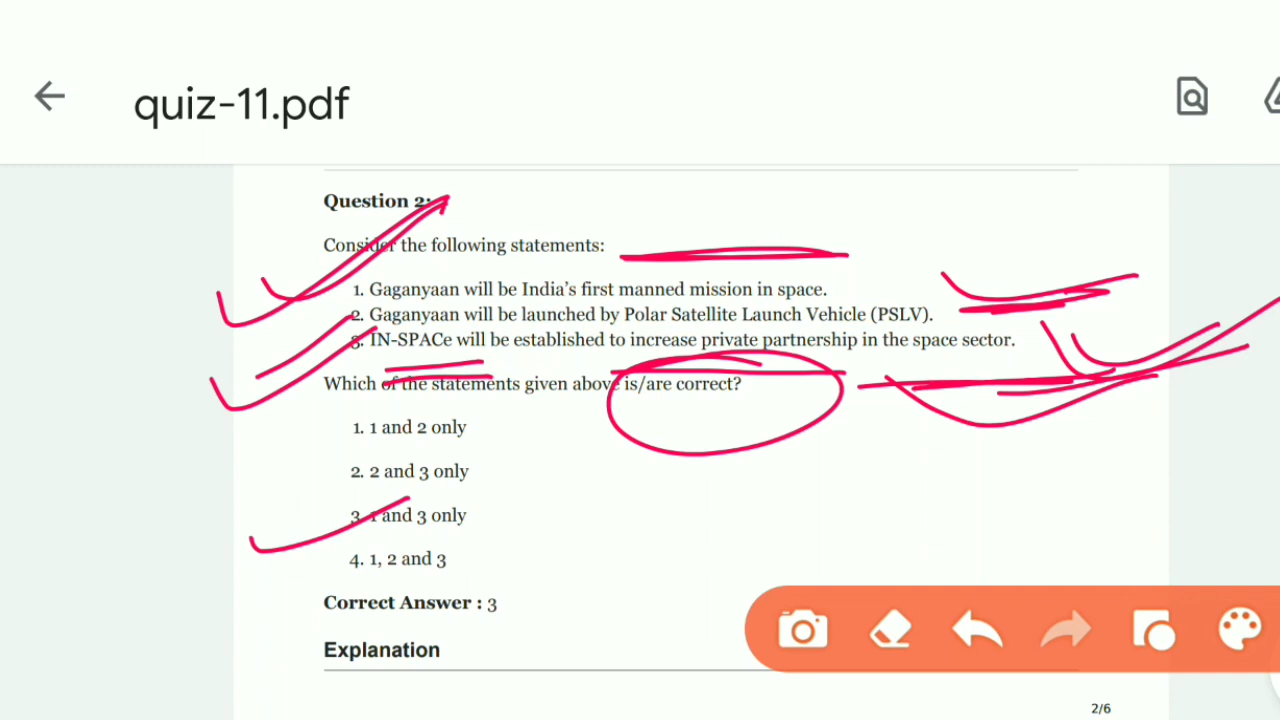 quiz-11.pdf
Question 2:
Consider the following statements:
1. Gaganyaan will be India's first manned mission in space.
2. Gaganyaan will be launched by Polar Satellite Launch Vehicle (PSLV).
3. IN-SPACe will be established to increase private partnership in the space sector.
Which of the statements given above is/are correct?
1. 1 and 2 only
2. 2 and 3 only
3. 1 and 3 only
4. 1, 2 and 3
Correct Answer : 3
Explanation
2/6